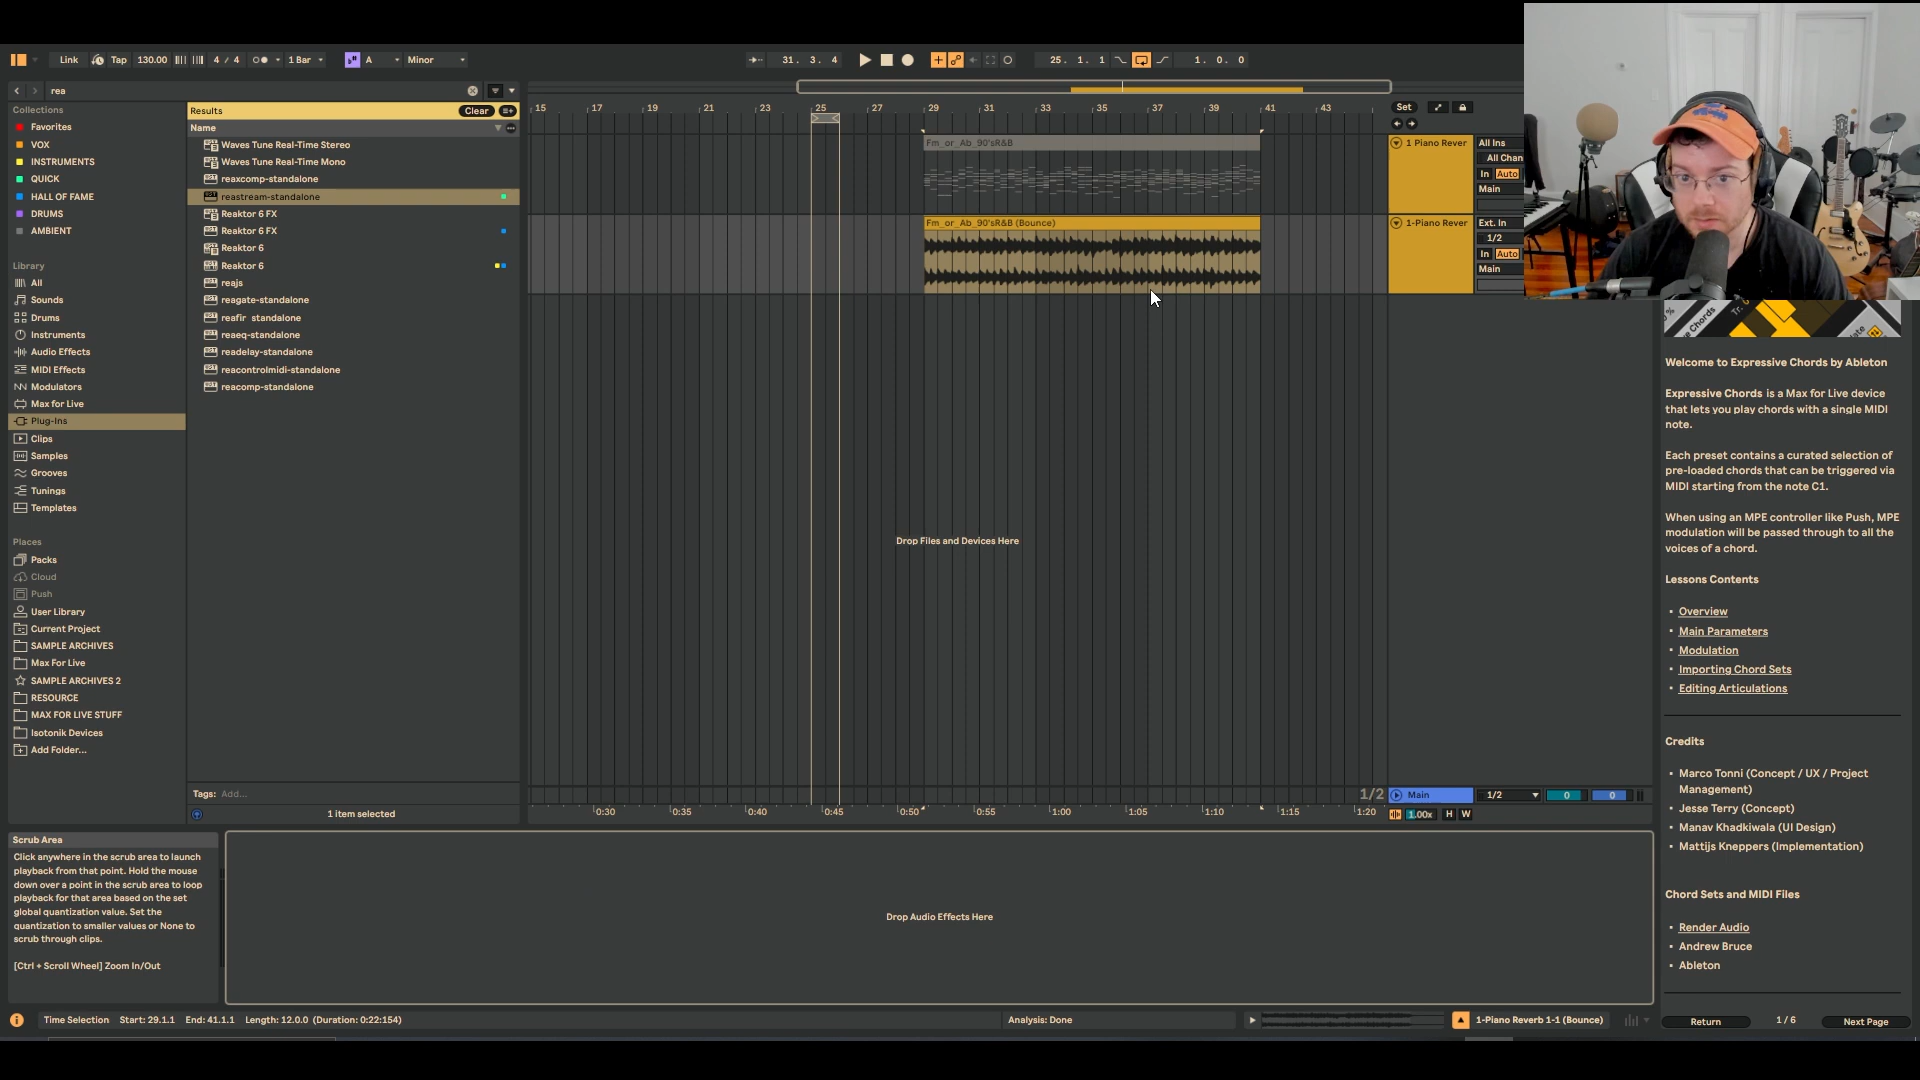 Link
Tap
130.00
4 / 4
1 Bar
A
Minor
31. 3. 4
25. 1. 1
1. 0. 0
rea
Collections
Favorites
VOX
INSTRUMENTS
QUICK
HALL OF FAME
DRUMS
AMBIENT
Library
All
Sounds
Drums
Instruments
Audio Effects
MIDI Effects
Modulators
Max for Live
Plug-Ins
Clips
Samples
Grooves
Tunings
Templates
Places
Packs
Cloud
Push
User Library
Current Project
SAMPLE ARCHIVES
Max For Live
SAMPLE ARCHIVES 2
RESOURCE
MAX FOR LIVE STUFF
Isotonik Devices
Add Folder...
Results
Clear
Name
Waves Tune Real-Time Stereo
Waves Tune Real-Time Mono
reaxcomp-standalone
reastream-standalone
Reaktor 6 FX
Reaktor 6 FX
Reaktor 6
Reaktor 6
reajs
reagate-standalone
reafir standalone
reaeq-standalone
readelay-standalone
reacontrolmidi-standalone
reacomp-standalone
Tags: Add...
1 item selected
15 17 19 21 23 25 27 29 31 33 35 37 39 41 43
Set
Fm_or_Ab_90'sR&B
Fm_or_Ab_90'sR&B (Bounce)
1 Piano Rever
All Ins
All Chan
In Auto
Main
1-Piano Rever
Ext. In
1/2
In Auto
Main
Drop Files and Devices Here
1/2
Main
1/2
0
0
0:30 0:35 0:40 0:45 0:50 0:55 1:00 1:05 1:10 1:15 1:20
1.00x
H W
Scrub Area
Click anywhere in the scrub area to launch
playback from that point. Hold the mouse
down over a point in the scrub area to loop
playback for that area based on the set
global quantization value. Set the
quantization to smaller values or None to
scrub through clips.
[Ctrl + Scroll Wheel] Zoom In/Out
Drop Audio Effects Here
Time Selection Start: 29.1.1 End: 41.1.1 Length: 12.0.0 (Duration: 0:22:154)
Analysis: Done
1-Piano Reverb 1-1 (Bounce)
Welcome to Expressive Chords by Ableton
Expressive Chords is a Max for Live device
that lets you play chords with a single MIDI
note.
Each preset contains a curated selection of
pre-loaded chords that can be triggered via
MIDI starting from the note C1.
When using an MPE controller like Push, MPE
modulation will be passed through to all the
voices of a chord.
Lessons Contents
• Overview
• Main Parameters
• Modulation
• Importing Chord Sets
• Editing Articulations
Credits
• Marco Tonni (Concept / UX / Project
Management)
• Jesse Terry (Concept)
• Manav Khadkiwala (UI Design)
• Mattijs Kneppers (Implementation)
Chord Sets and MIDI Files
• Render Audio
• Andrew Bruce
• Ableton
Return
1 / 6
Next Page